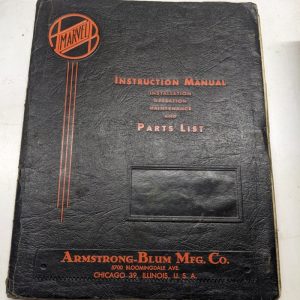 MARVEL
INSTRUCTION MANUAL
INSTALLATION
OPERATION
MAINTENANCE
AND
PARTS LIST
ARMSTRONG-BLUM MFG. CO.
5700 BLOOMINGDALE AVE.
CHICAGO 39, ILLINOIS, U. S. A.